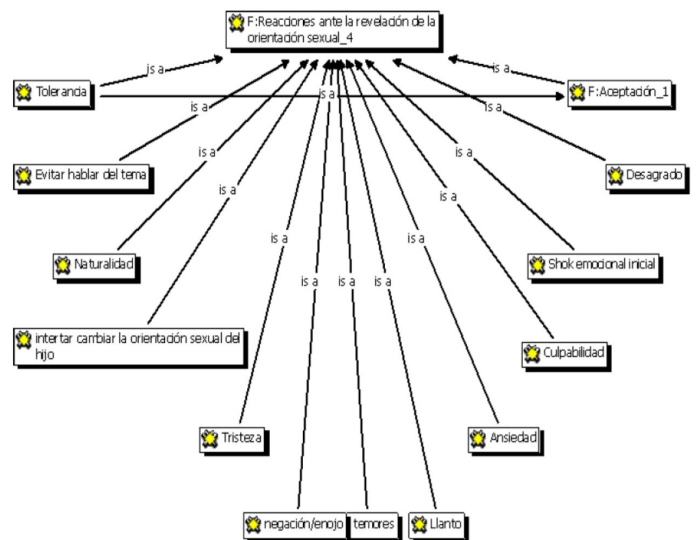 F:Reacciones ante la revelación de la
orientación sexual_4
is a
is a
Tolerancia
F:Aceptación_1
is a
is a
is a
is a
is a
Evitar hablar del tema
Desagrado
is a
is a
is a
is a
Naturalidad
Shok emocional inicial
is a
is a
is a
intertar cambiar la orientación sexual del
hijo
Culpabilidad
Tristeza
Ansiedad
negación/enojo
temores
Llanto